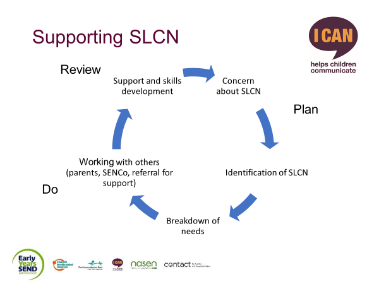 Supporting SLCN
I CAN
helps children
communicate
Review
Support and skills
development
Concern
about SLCN
Plan
Working with others
(parents, SENCo, referral for
support)
Identification of SLCN
Do
Breakdown of
needs
Early
Years
SEND
nasen
contact